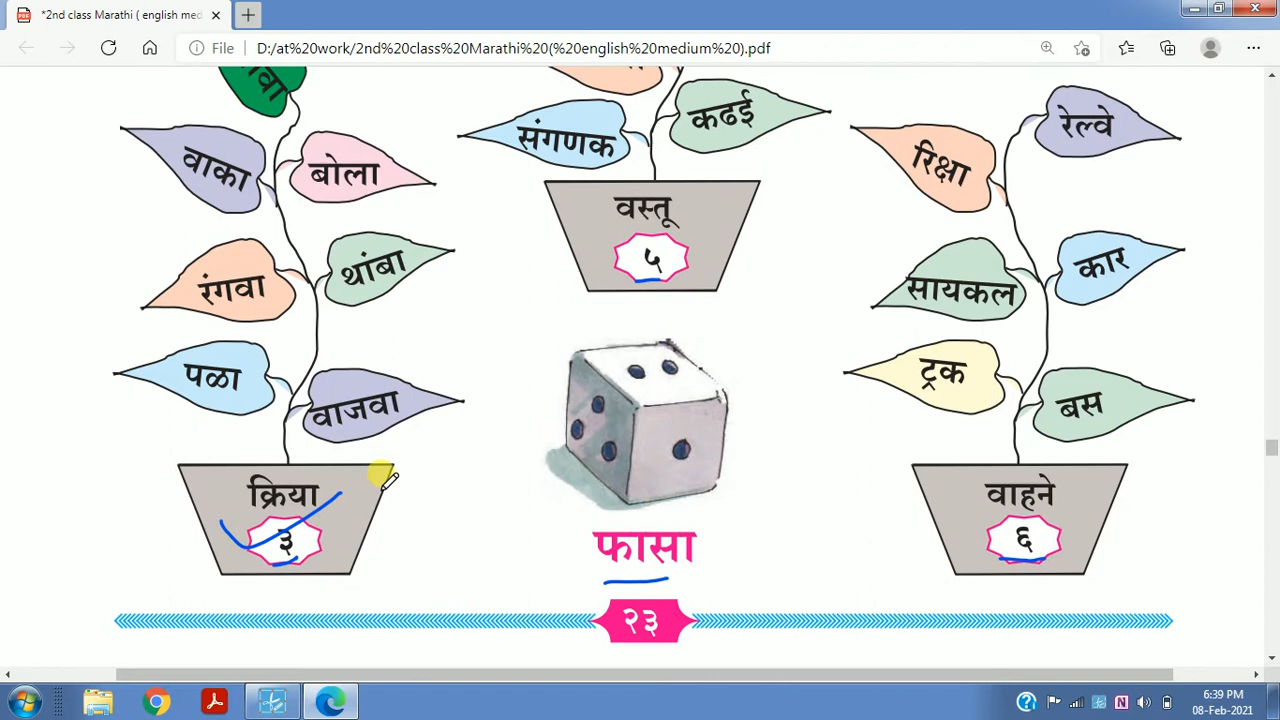 *2nd class Marathi ( english med
File
D:/at%20work/2nd%20class%20Marathi%20(%20english%20medium%20).pdf
वाका
बोला
रंगवा
थांबा
पळा
वाजवा
क्रिया
३
कढई
संगणक
वस्तू
५
फासा
रेल्वे
रिक्षा
सायकल
कार
ट्रक
बस
वाहने
६
२३
6:39 PM
08-Feb-2021